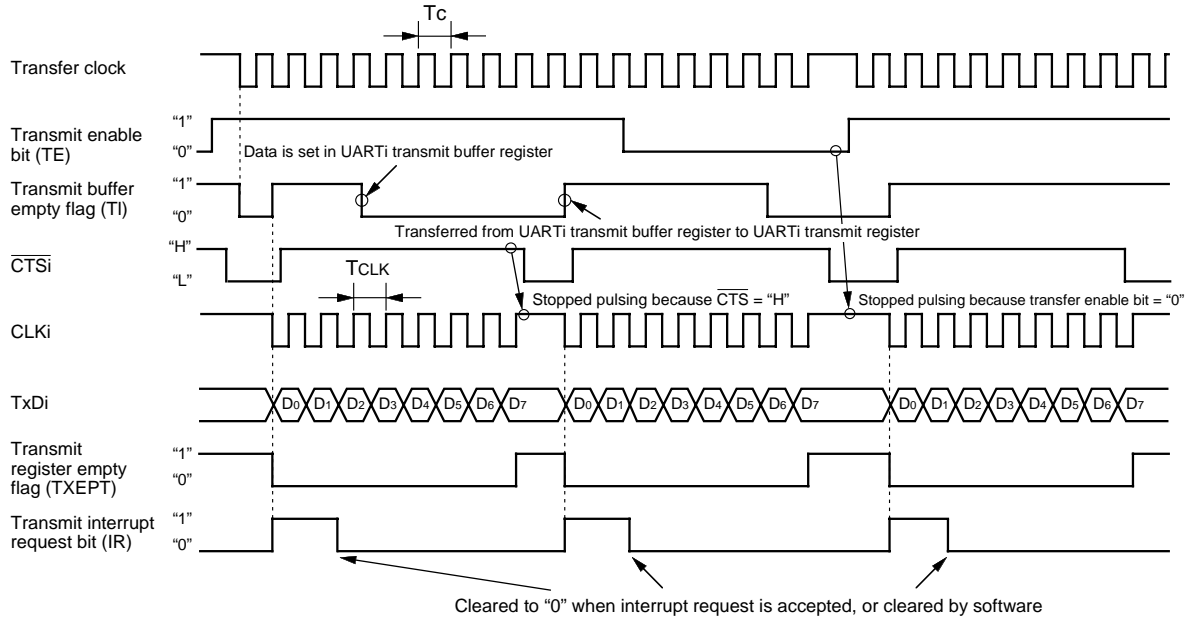 Tc
Transfer clock
Transmit enable
bit (TE)
“1”
“0”
Data is set in UARTi transmit buffer register
Transmit buffer
empty flag (TI)
“1”
“0”
Transferred from UARTi transmit buffer register to UARTi transmit register
CTSi
“H”
“L”
TCLK
Stopped pulsing because CTS = “H”
Stopped pulsing because transfer enable bit = “0”
CLKi
TxDi
D0 D1 D2 D3 D4 D5 D6 D7 D0 D1 D2 D3 D4 D5 D6 D7 D0 D1 D2 D3 D4 D5 D6 D7
Transmit
register empty
flag (TXEPT)
“1”
“0”
Transmit interrupt
request bit (IR)
“1”
“0”
Cleared to “0” when interrupt request is accepted, or cleared by software